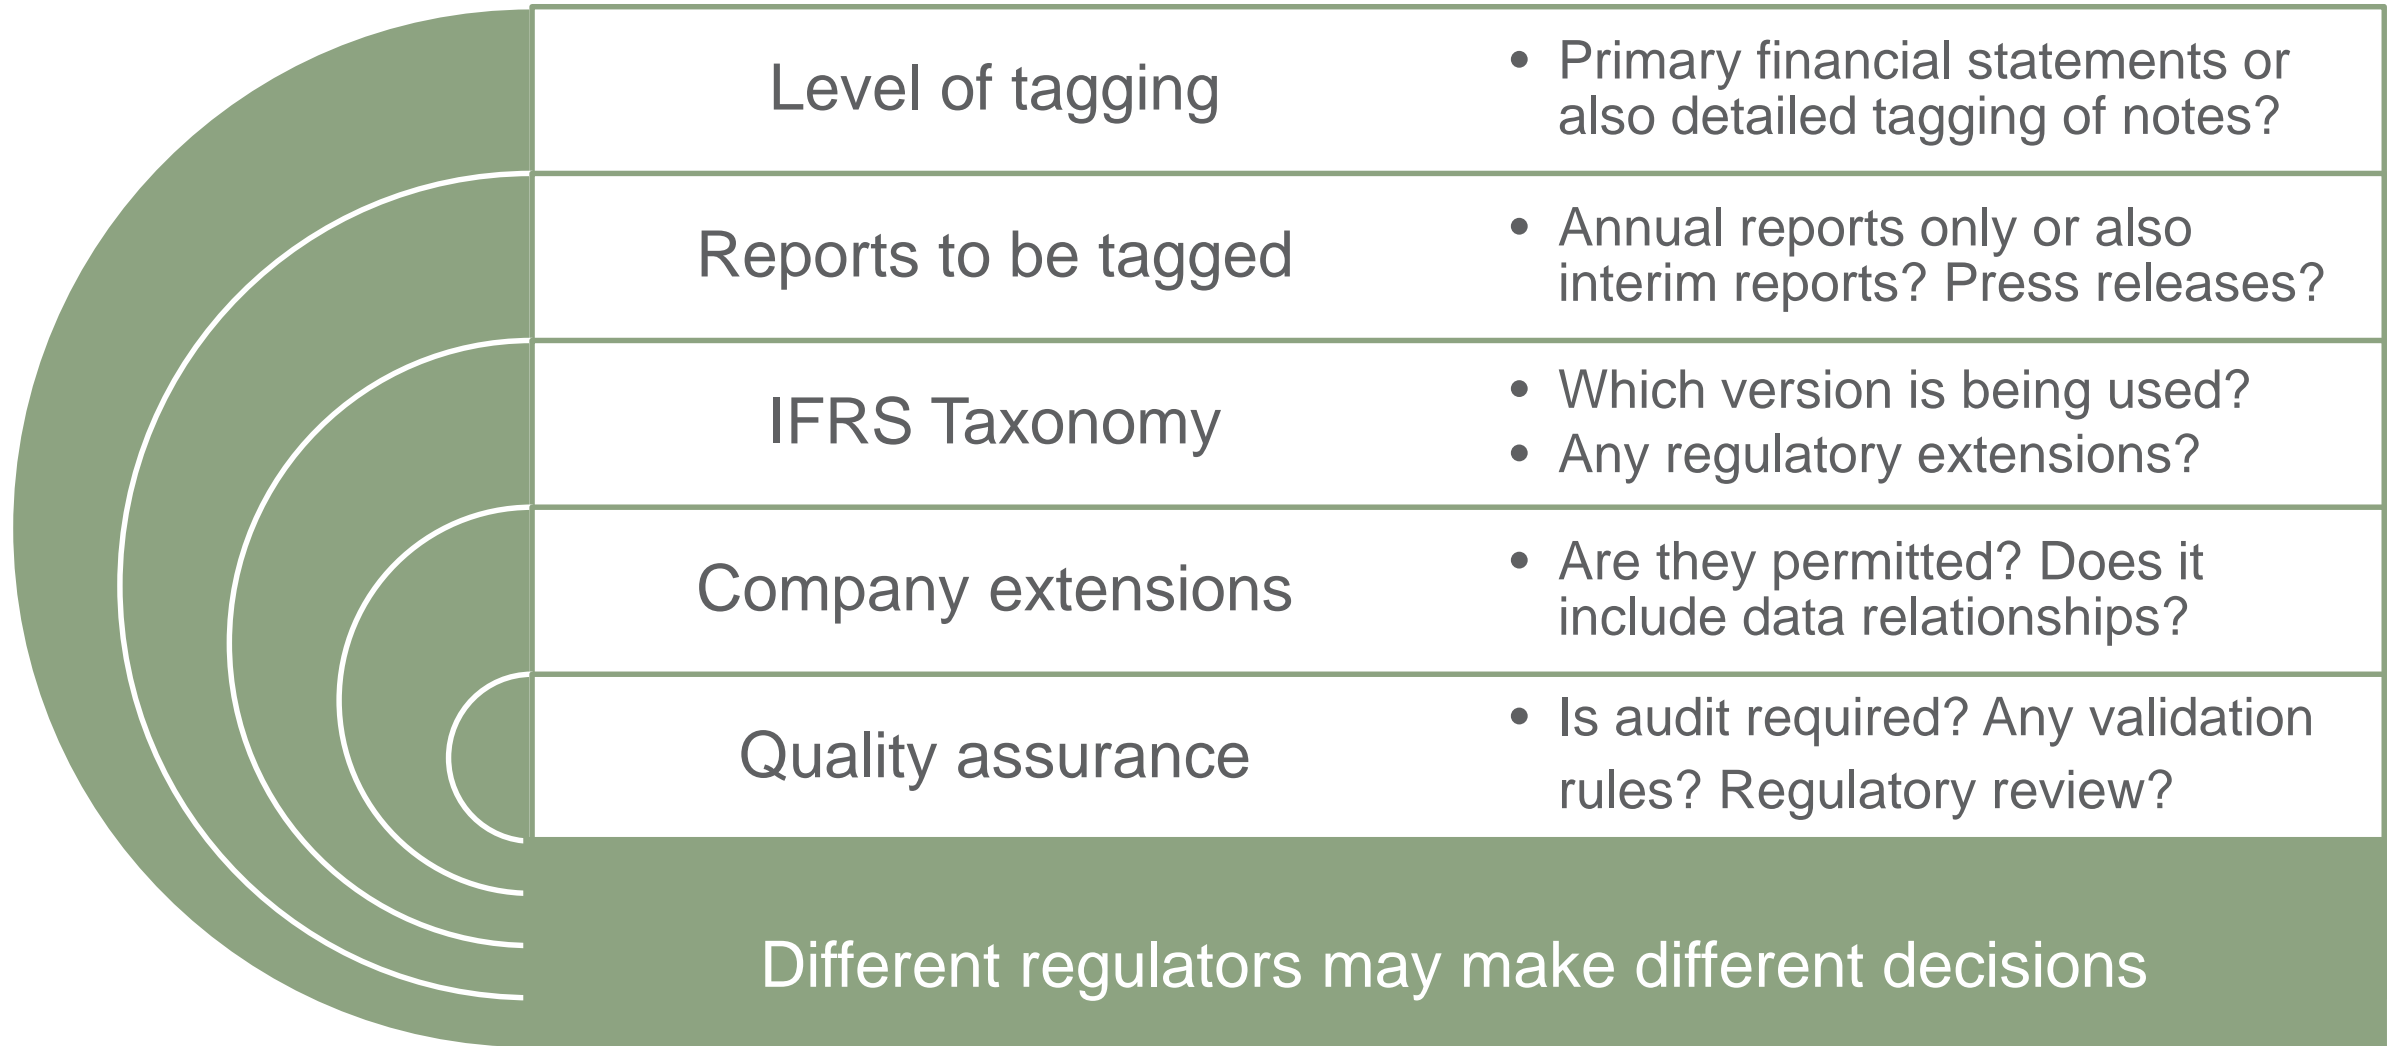 Level of tagging
• Primary financial statements or
also detailed tagging of notes?
Reports to be tagged
• Annual reports only or also
interim reports? Press releases?
IFRS Taxonomy
• Which version is being used?
• Any regulatory extensions?
Company extensions
• Are they permitted? Does it
include data relationships?
Quality assurance
• Is audit required? Any validation
rules? Regulatory review?
Different regulators may make different decisions